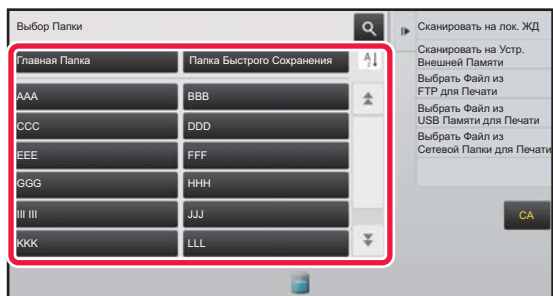 Выбор Папки
Главная Папка
Папка Быстрого Сохранения
AAA
BBB
CCC
DDD
EEE
FFF
GGG
HHH
III III
JJJ
KKK
LLL
Сканировать на лок. ЖД
Сканировать на Устр.
Внешней Памяти
Выбрать Файл из
FTP для Печати
Выбрать Файл из
USB Памяти для Печати
Выбрать Файл из
Сетевой Папки для Печати
CA